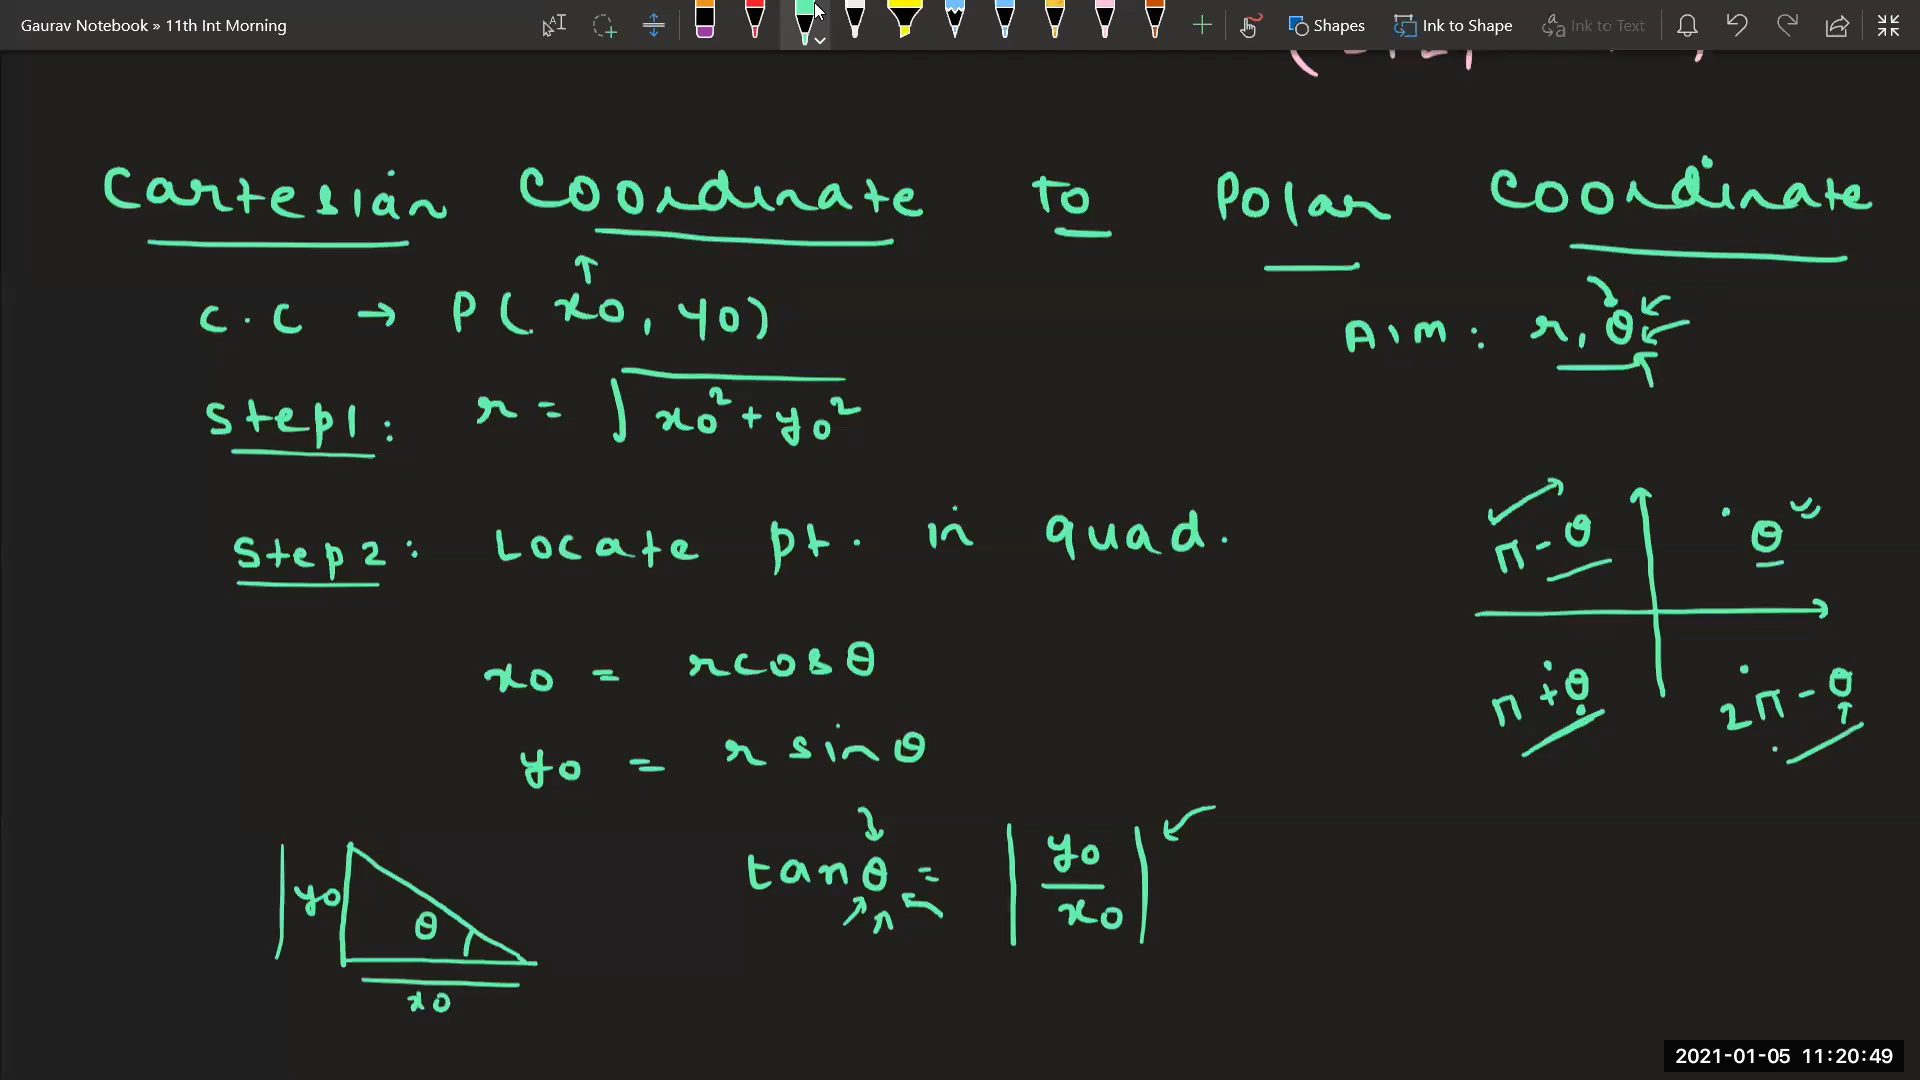 Gaurav Notebook » 11th Int Morning
Shapes Ink to Shape Ink to Text
Cartesian Coordinate To Polar Coordinate
C.C → P(x0, y0)
Aim: r, θ
Step1: r = √x0² + y0²
Step2: Locate pt. in quad.
π - θ
θ
π + θ
2π - θ
x0 = r cos θ
y0 = r sin θ
tan θ = |y0/x0|
y0
θ
x0
2021-01-05 11:20:49